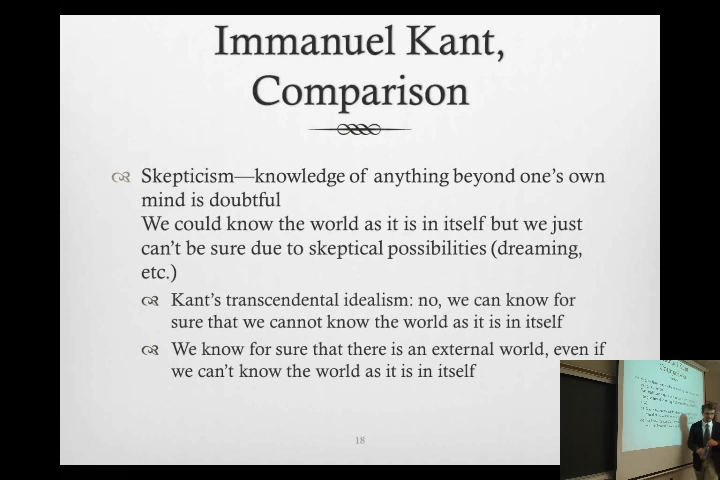 Immanuel Kant,
Comparison
Skepticism—knowledge of anything beyond one's own
mind is doubtful
We could know the world as it is in itself but we just
can't be sure due to skeptical possibilities (dreaming,
etc.)
Kant's transcendental idealism: no, we can know for
sure that we cannot know the world as it is in itself
We know for sure that there is an external world, even if
we can't know the world as it is in itself
18